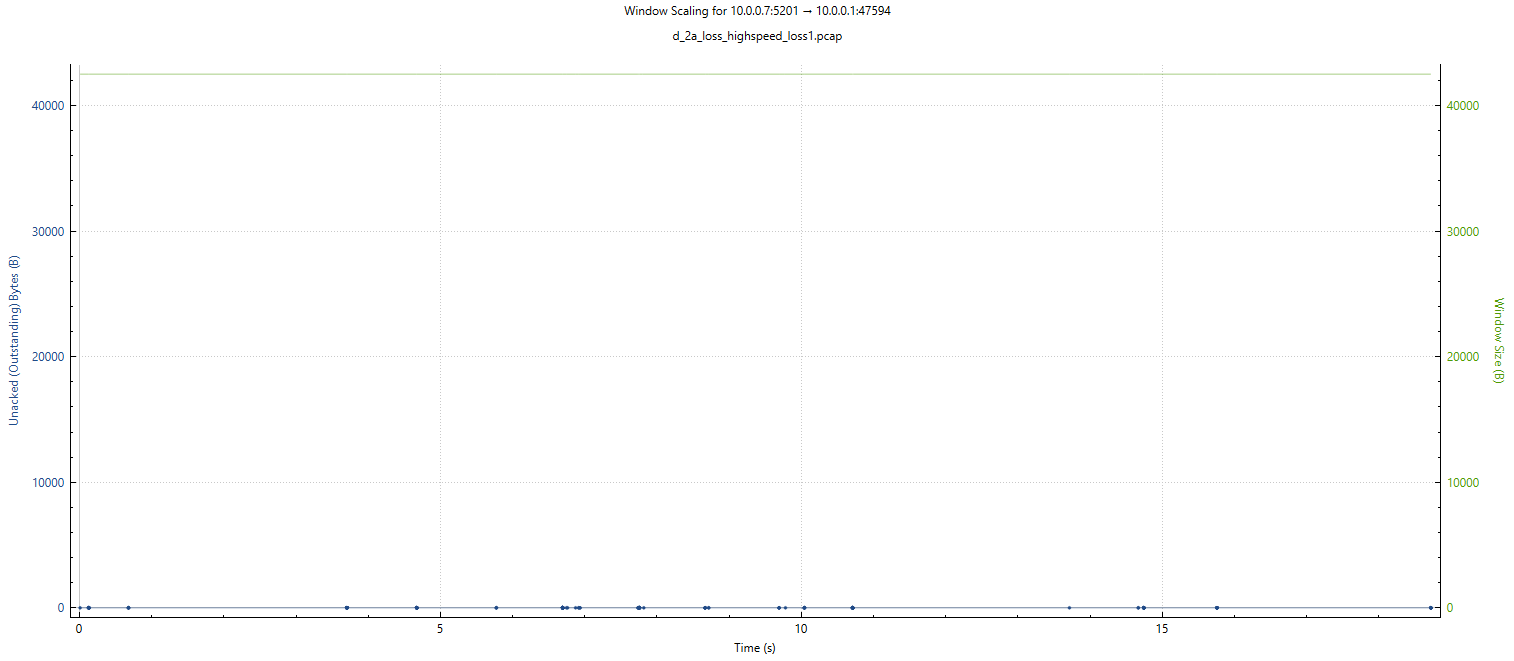 Window Scaling for 10.0.0.7:5201 → 10.0.0.1:47594
d_2a_loss_highspeed_loss1.pcap
Unacked (Outstanding) Bytes (B)
40000
30000
20000
10000
0
40000
30000
20000
10000
0
Window Size (B)
0 5 10 15
Time (s)